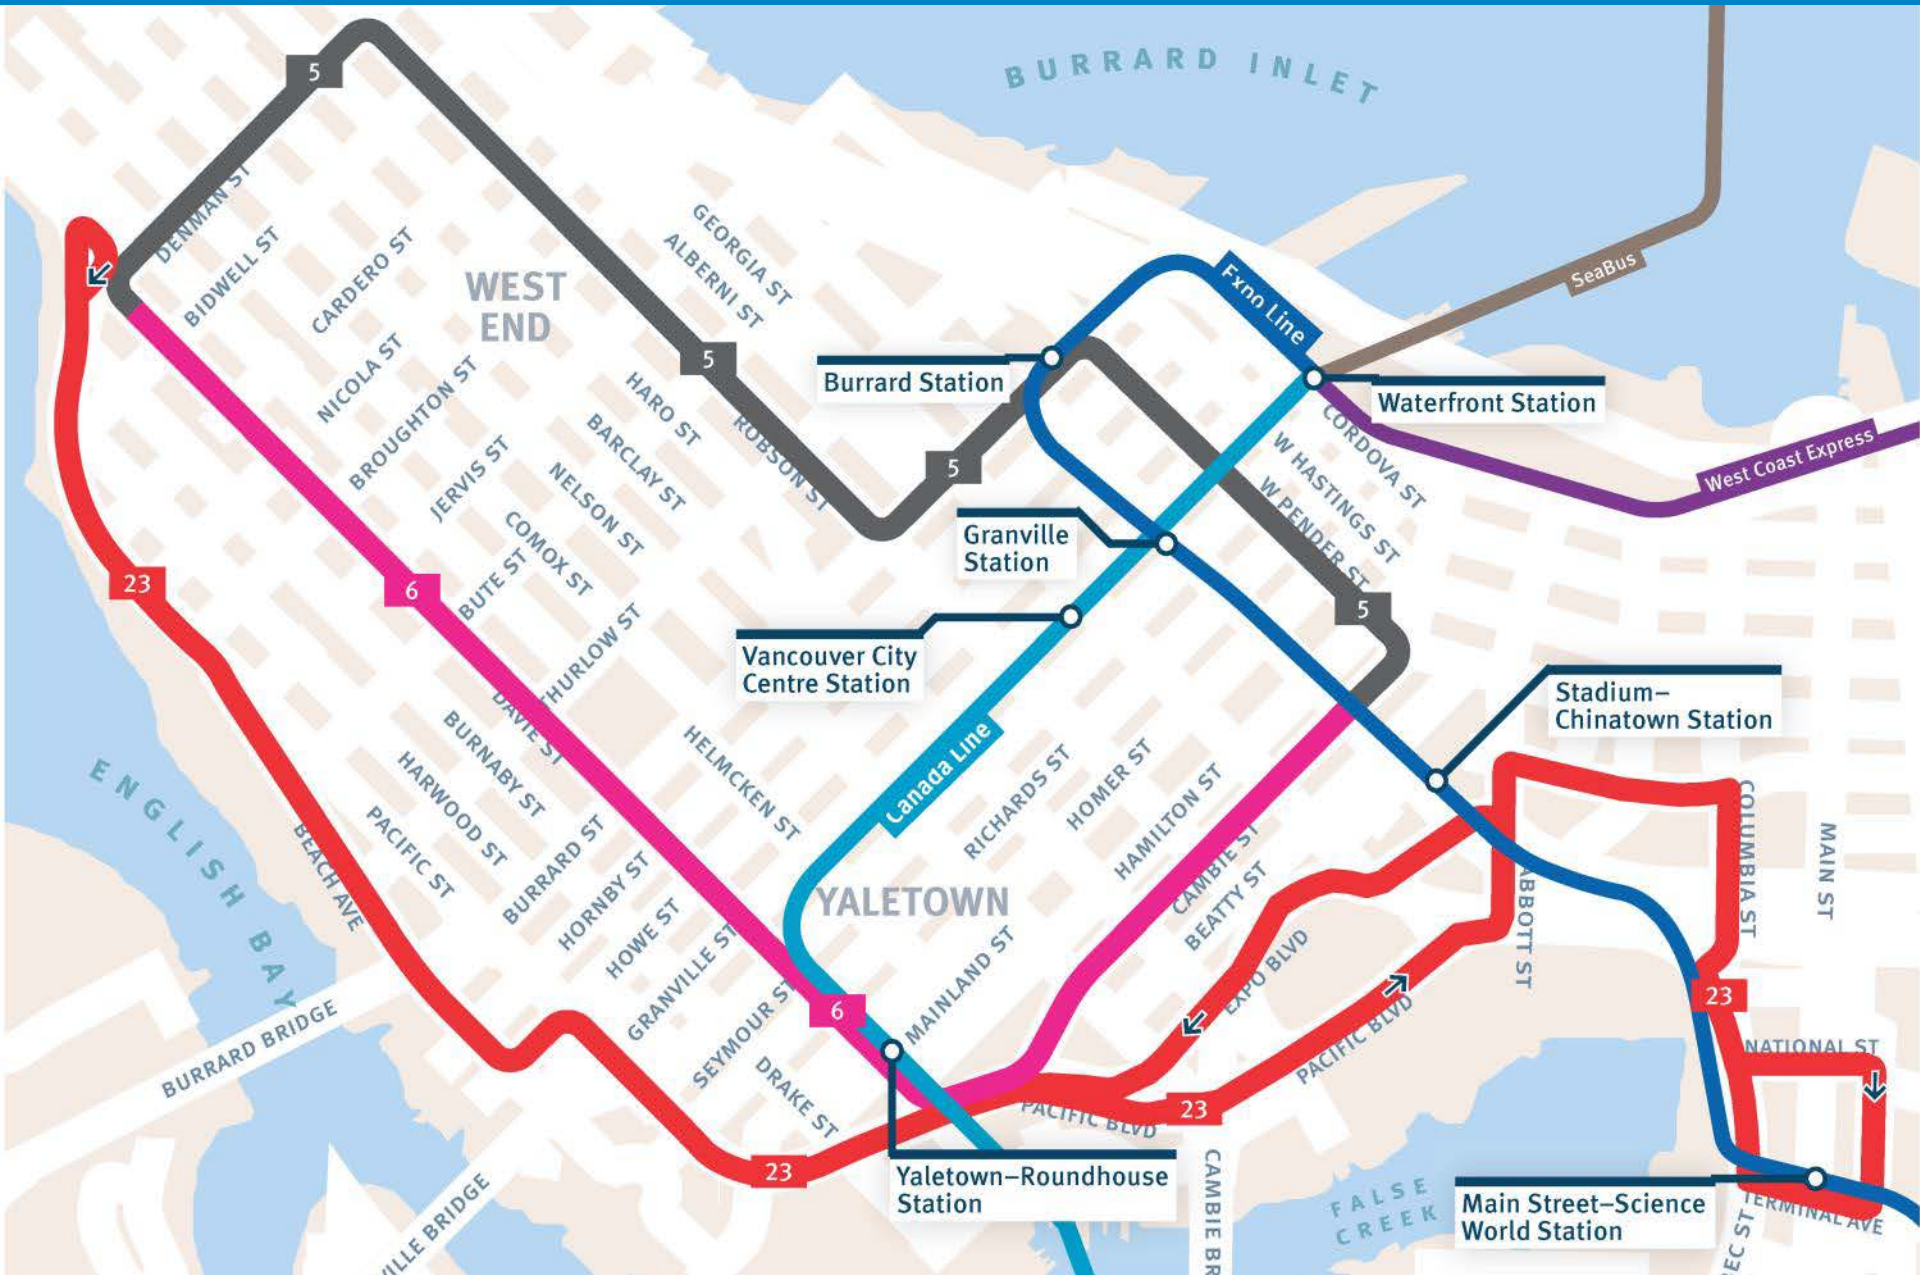 BURRARD INLET
5
DENMAN ST
BIDWELL ST
CARDERO ST
WEST
END
GEORGIA ST
ALBERNI ST
NICOLA ST
BROUGHTON ST
5
HARO ST
ROBSON ST
BARCLAY ST
JERVIS ST
NELSON ST
COMOX ST
BUTE ST
THURLOW ST
5
Burrard Station
Expo Line
SeaBus
Waterfront Station
CORDOVA ST
W HASTINGS ST
W PENDER ST
West Coast Express
Granville
Station
5
Vancouver City
Centre Station
Stadium–
Chinatown Station
23
6
DAVIE ST
BURNABY ST
HARWOOD ST
PACIFIC ST
HELMCKEN ST
Canada Line
RICHARDS ST
HOMER ST
HAMILTON ST
CAMBIE ST
BEATTY ST
ENGLISH BAY
BEACH AVE
BURRARD ST
HORNBY ST
HOWE ST
GRANVILLE ST
SEYMOUR ST
YALETOWN
MAINLAND ST
EXPO BLVD
PACIFIC BLVD
ABBOTT ST
COLUMBIA ST
MAIN ST
6
23
BURRARD BRIDGE
DRAKE ST
NATIONAL ST
PACIFIC BLVD
23
23
Yaletown–Roundhouse
Station
CAMBIE BR
FALSE
CREEK
Main Street–Science
World Station
TERMINAL AVE
EC ST
VILLE BRIDGE